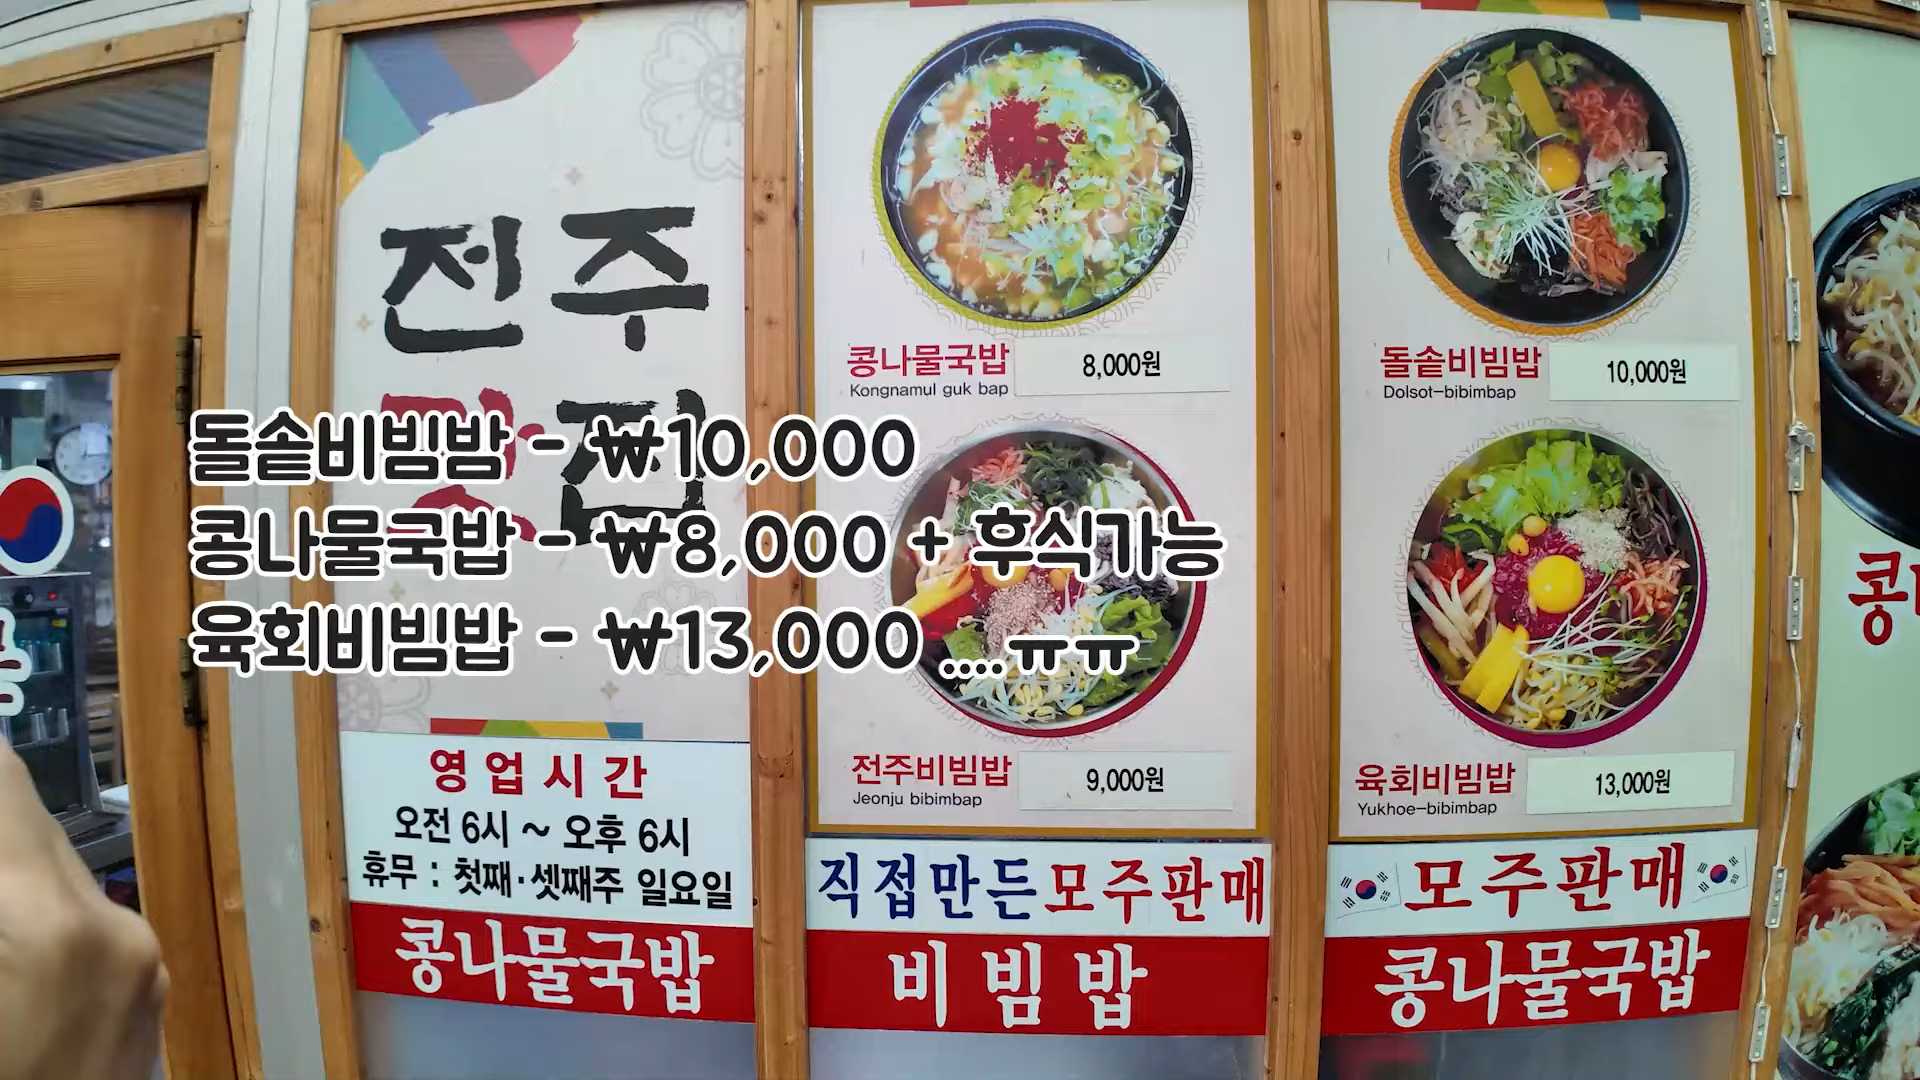 전주
맛집
돌솥비빔밤 - ₩10,000
콩나물국밥 - ₩8,000 + 후식가능
육회비빔밥 - ₩13,000 ....ㅠㅠ
영업시간
오전 6시 ~ 오후 6시
휴무 : 첫째·셋째주 일요일
콩나물국밥
콩나물국밥 8,000원
Kongnamul guk bap
전주비빔밥 9,000원
Jeonju bibimbap
직접만든모주판매
비빔밥
돌솥비빔밥 10,000원
Dolsot-bibimbap
육회비빔밥 13,000원
Yukhoe-bibimbap
모주판매
콩나물국밥
콩